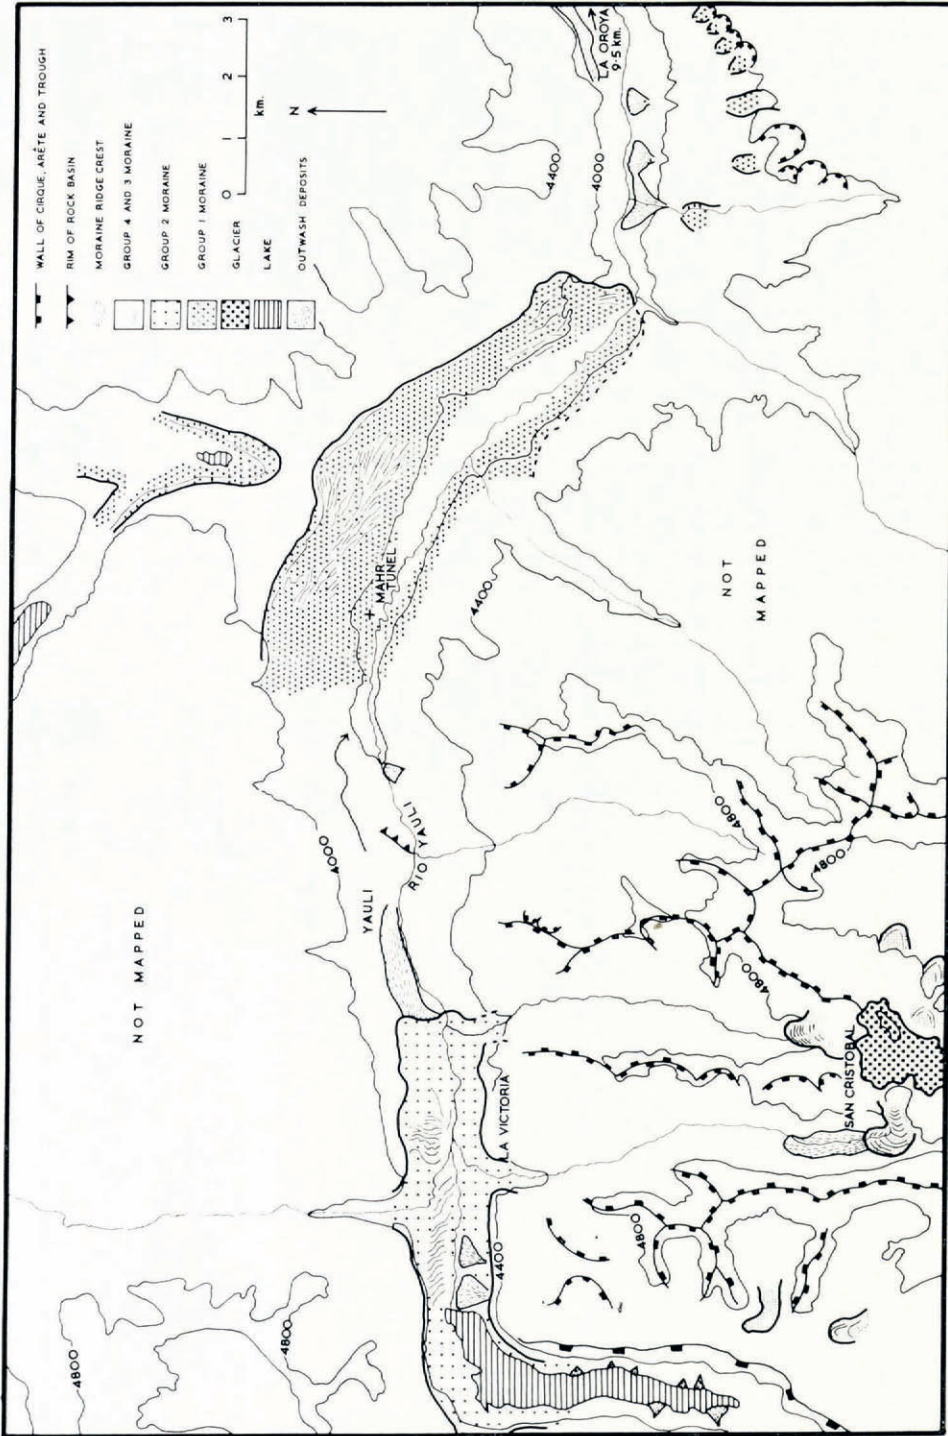 WALL OF CIRQUE, ARÊTE AND TROUGH
RIM OF ROCK BASIN
MORAINE RIDGE CREST
GROUP 4 AND 3 MORAINE
GROUP 2 MORAINE
GROUP 1 MORAINE
GLACIER
LAKE
OUTWASH DEPOSITS
0 1 2 3
km.
N
LA OROYA
9·5 km.
4400
4000
MAHR
TUNEL
4400
NOT
MAPPED
NOT MAPPED
4000
YAULI
RIO YAULI
4800
4800
4800
LA VICTORIA
SAN CRISTOBAL
4400
4800
4800
4800